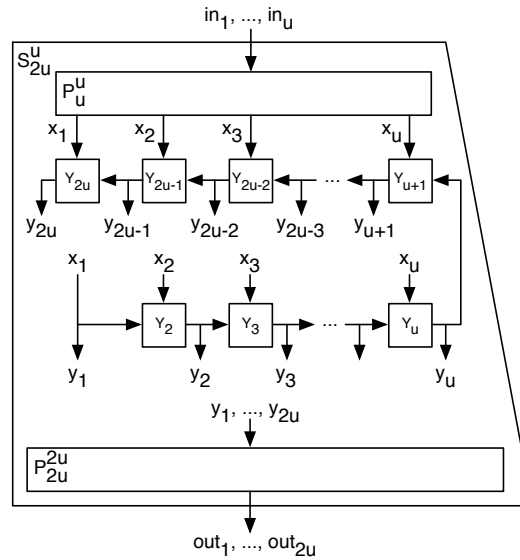 in₁, ..., inᵤ
S₂ᵤᵘ
Pᵤᵘ
x₁ x₂ x₃ xᵤ
Y₂ᵤ Y₂ᵤ₋₁ Y₂ᵤ₋₂ ... Yᵤ₊₁
y₂ᵤ y₂ᵤ₋₁ y₂ᵤ₋₂ y₂ᵤ₋₃ yᵤ₊₁
x₁ x₂ x₃ xᵤ
Y₂ Y₃ ... Yᵤ
y₁ y₂ y₃ yᵤ
y₁, ..., y₂ᵤ
P₂ᵤ²ᵘ
out₁, ..., out₂ᵤ